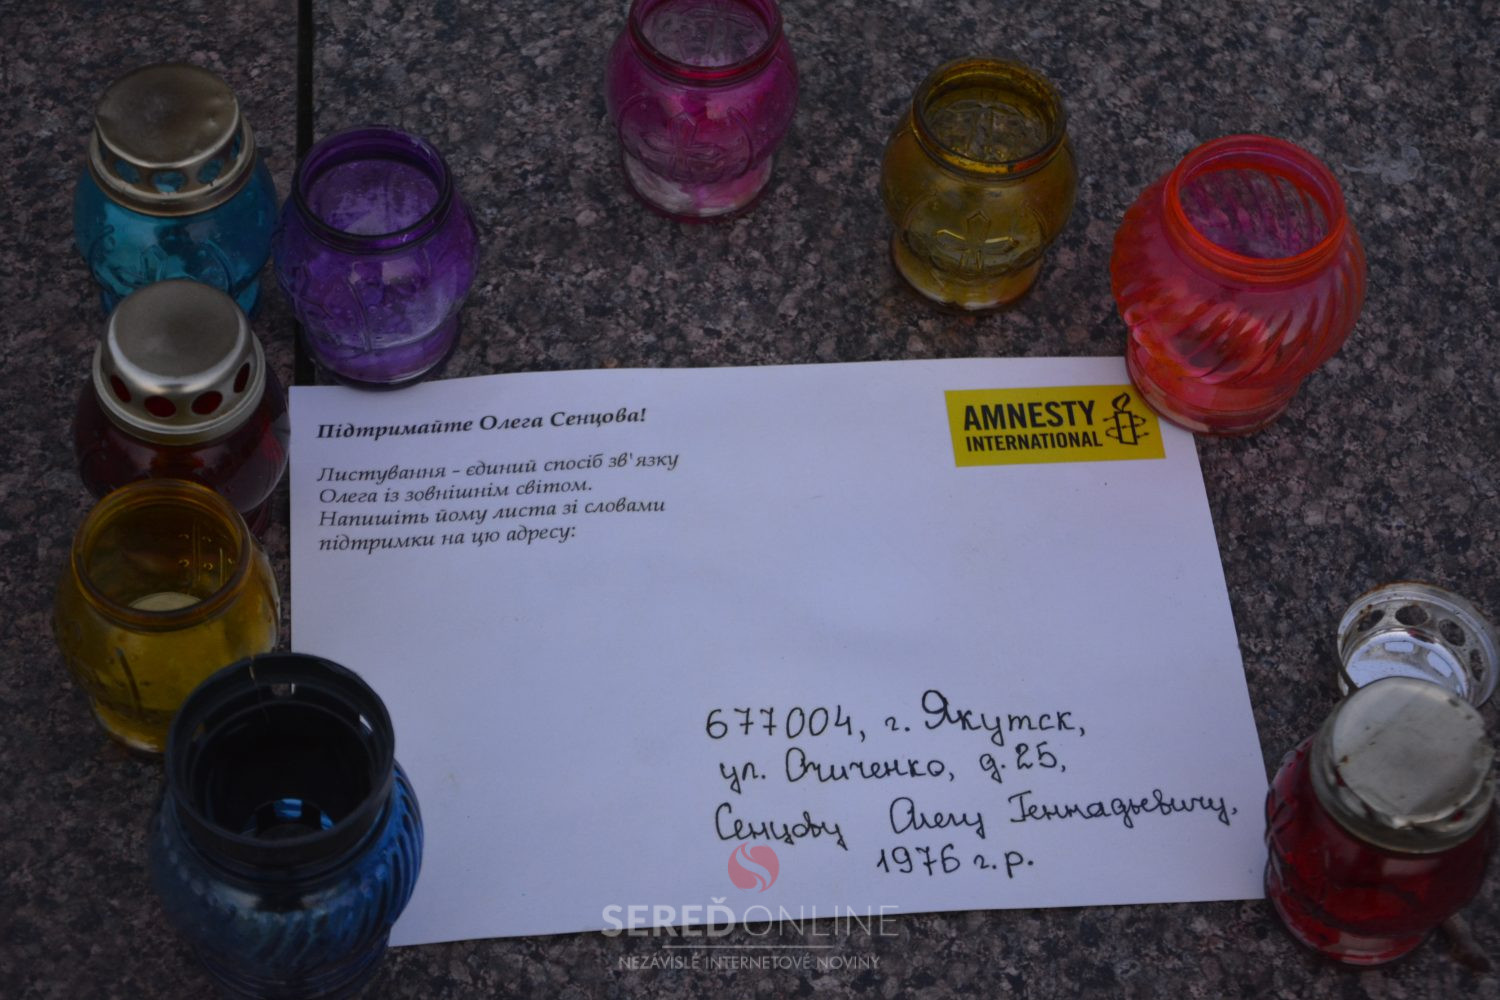 Підтримайте Олега Сенцова!
Листування - єдиний спосіб зв'язку
Олега із зовнішнім світом.
Напишіть йому листа зі словами
підтримки на цю адресу:
AMNESTY
INTERNATIONAL
677004, г. Якутск,
ул. Очиченко, д. 25,
Сенцову Олегу Геннадьевичу,
1976 г.р.
SEREĎONLINE
NEZÁVISLÉ INTERNETOVÉ NOVINY